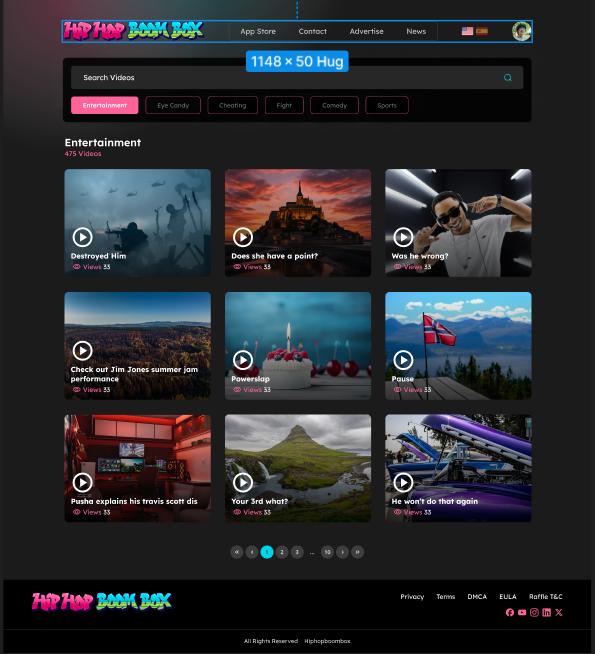 HIP HOP BOOM BOX
App Store Contact Advertise News
1148 × 50 Hug
Search Videos
Entertainment Eye Candy Cheating Fight Comedy Sports
Entertainment
475 Videos
Destroyed Him
Views 33
Does she have a point?
Views 33
Was he wrong?
Views 33
Check out Jim Jones summer jam
performance
Views 33
Powerslap
Views 33
Pause
Views 33
Pusha explains his travis scott dis
Views 33
Your 3rd what?
Views 33
He won't do that again
Views 33
« ‹ 1 2 3 ... 10 › »
HIP HOP BOOM BOX
Privacy Terms DMCA EULA Raffle T&C
All Rights Reserved Hiphopboombox